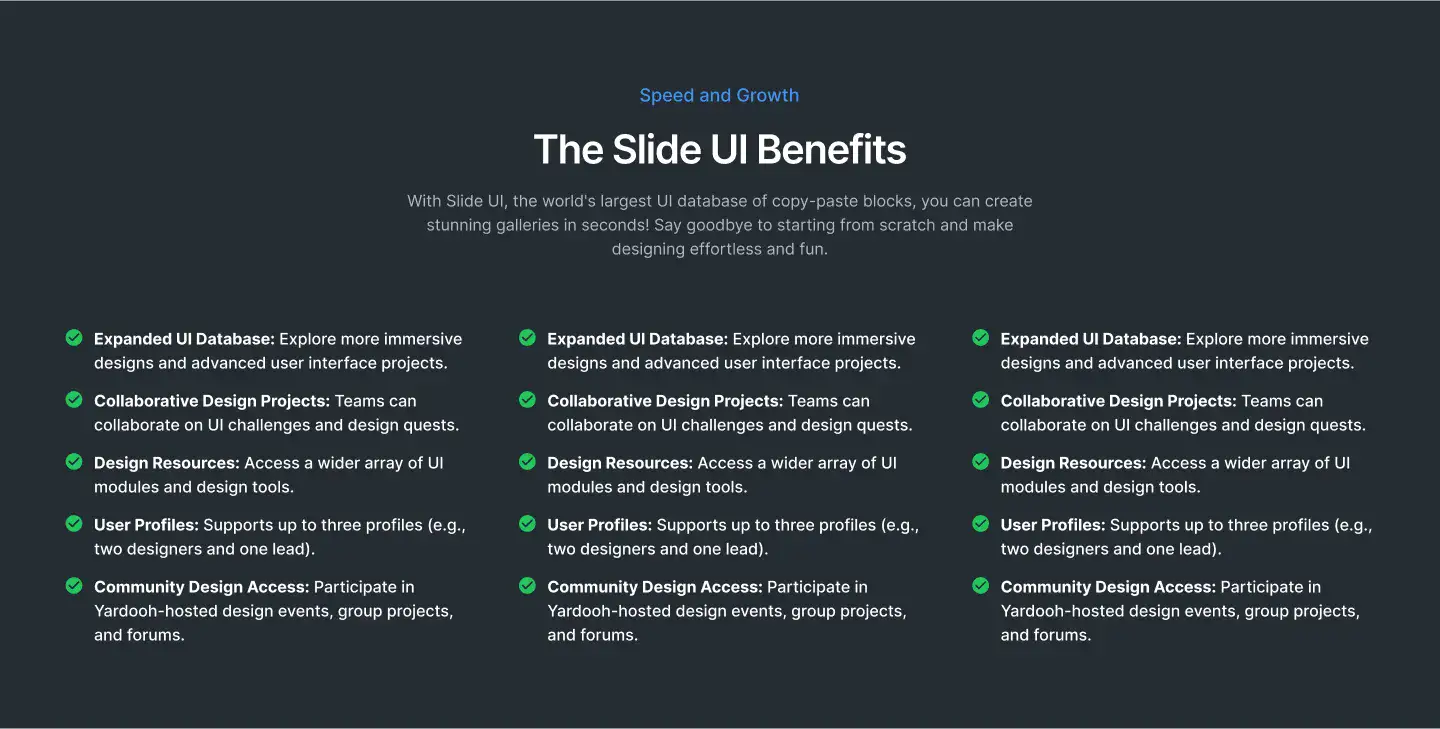 Speed and Growth
The Slide UI Benefits
With Slide UI, the world's largest UI database of copy-paste blocks, you can create
stunning galleries in seconds! Say goodbye to starting from scratch and make
designing effortless and fun.
Expanded UI Database: Explore more immersive
designs and advanced user interface projects.
Collaborative Design Projects: Teams can
collaborate on UI challenges and design quests.
Design Resources: Access a wider array of UI
modules and design tools.
User Profiles: Supports up to three profiles (e.g.,
two designers and one lead).
Community Design Access: Participate in
Yardooh-hosted design events, group projects,
and forums.
Expanded UI Database: Explore more immersive
designs and advanced user interface projects.
Collaborative Design Projects: Teams can
collaborate on UI challenges and design quests.
Design Resources: Access a wider array of UI
modules and design tools.
User Profiles: Supports up to three profiles (e.g.,
two designers and one lead).
Community Design Access: Participate in
Yardooh-hosted design events, group projects,
and forums.
Expanded UI Database: Explore more immersive
designs and advanced user interface projects.
Collaborative Design Projects: Teams can
collaborate on UI challenges and design quests.
Design Resources: Access a wider array of UI
modules and design tools.
User Profiles: Supports up to three profiles (e.g.,
two designers and one lead).
Community Design Access: Participate in
Yardooh-hosted design events, group projects,
and forums.